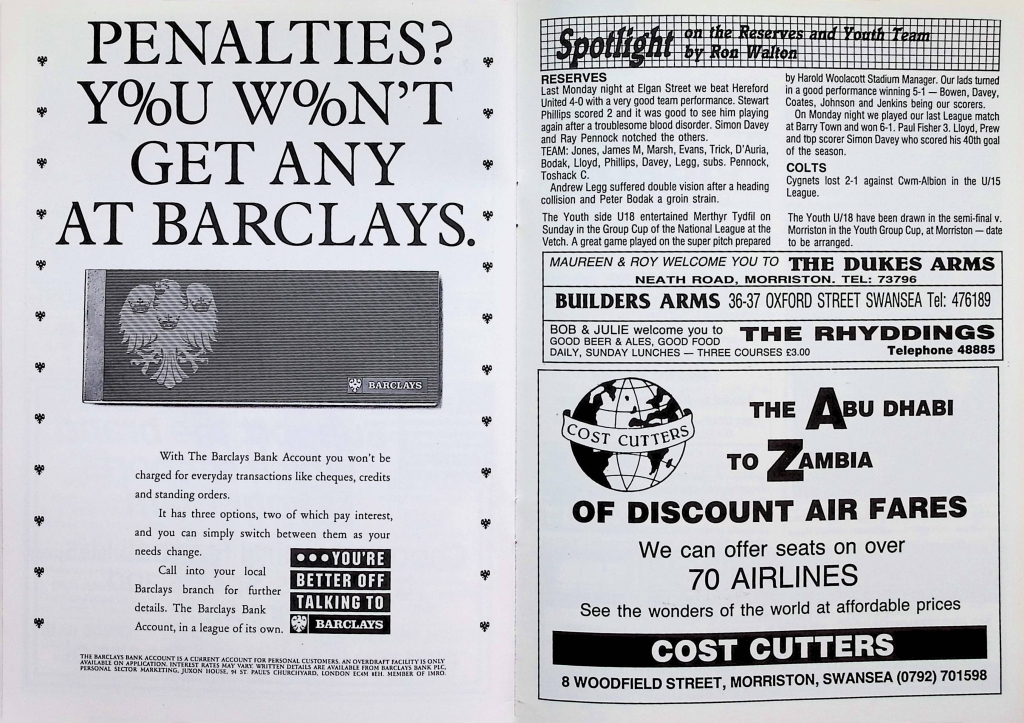 PENALTIES?
Y%U W%N'T
GET ANY
AT BARCLAYS.
BARCLAYS
With The Barclays Bank Account you won't be
charged for everyday transactions like cheques, credits
and standing orders.
It has three options, two of which pay interest,
and you can simply switch between them as your
needs change.
Call into your local
Barclays branch for further
details. The Barclays Bank
Account, in a league of its own.
•••YOU'RE
BETTER OFF
TALKING TO
BARCLAYS
THE BARCLAYS BANK ACCOUNT IS A CURRENT ACCOUNT FOR PERSONAL CUSTOMERS. AN OVERDRAFT FACILITY IS ONLY
AVAILABLE ON APPLICATION. INTEREST RATES MAY VARY. WRITTEN DETAILS ARE AVAILABLE FROM BARCLAYS BANK PLC,
PERSONAL SECTOR MARKETING, JUXON HOUSE, 94 ST. PAUL'S CHURCHYARD, LONDON EC4M 8EH. MEMBER OF IMRO.
Spotlight on the Reserves and Youth Team
by Ron Walton
RESERVES
Last Monday night at Elgan Street we beat Hereford
United 4-0 with a very good team performance. Stewart
Phillips scored 2 and it was good to see him playing
again after a troublesome blood disorder. Simon Davey
and Ray Pennock notched the others.
TEAM: Jones, James M, Marsh, Evans, Trick, D'Auria,
Bodak, Lloyd, Phillips, Davey, Legg, subs. Pennock,
Toshack C.
Andrew Legg suffered double vision after a heading
collision and Peter Bodak a groin strain.
The Youth side U18 entertained Merthyr Tydfil on
Sunday in the Group Cup of the National League at the
Vetch. A great game played on the super pitch prepared
by Harold Woolacott Stadium Manager. Our lads turned
in a good performance winning 5-1 — Bowen, Davey,
Coates, Johnson and Jenkins being our scorers.
On Monday night we played our last League match
at Barry Town and won 6-1. Paul Fisher 3. Lloyd, Prew
and top scorer Simon Davey who scored his 40th goal
of the season.
COLTS
Cygnets lost 2-1 against Cwm-Albion in the U/15
League.
The Youth U/18 have been drawn in the semi-final v.
Morriston in the Youth Group Cup, at Morriston — date
to be arranged.
MAUREEN & ROY WELCOME YOU TO THE DUKES ARMS
NEATH ROAD, MORRISTON. TEL: 73796
BUILDERS ARMS 36-37 OXFORD STREET SWANSEA Tel: 476189
BOB & JULIE welcome you to
GOOD BEER & ALES, GOOD FOOD
DAILY, SUNDAY LUNCHES — THREE COURSES £3.00
THE RHYDDINGS
Telephone 48885
COST CUTTERS
THE ABU DHABI
TO ZAMBIA
OF DISCOUNT AIR FARES
We can offer seats on over
70 AIRLINES
See the wonders of the world at affordable prices
COST CUTTERS
8 WOODFIELD STREET, MORRISTON, SWANSEA (0792) 701598